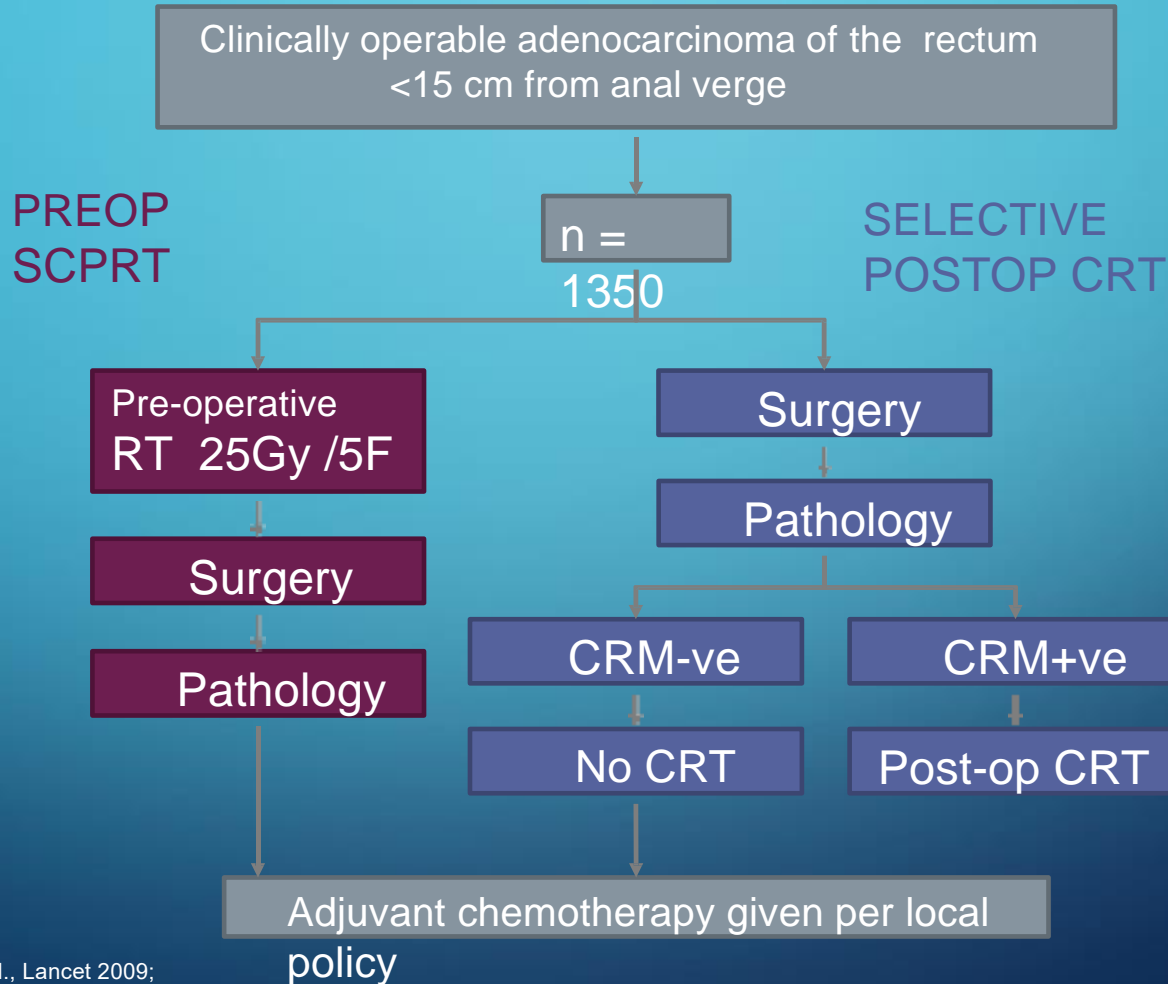 Clinically operable adenocarcinoma of the rectum
<15 cm from anal verge
PREOP
SCPRT
n =
1350
SELECTIVE
POSTOP CRT
Pre-operative
RT 25Gy /5F
Surgery
Pathology
Surgery
Pathology
CRM-ve
CRM+ve
No CRT
Post-op CRT
Adjuvant chemotherapy given per local
policy
l., Lancet 2009;